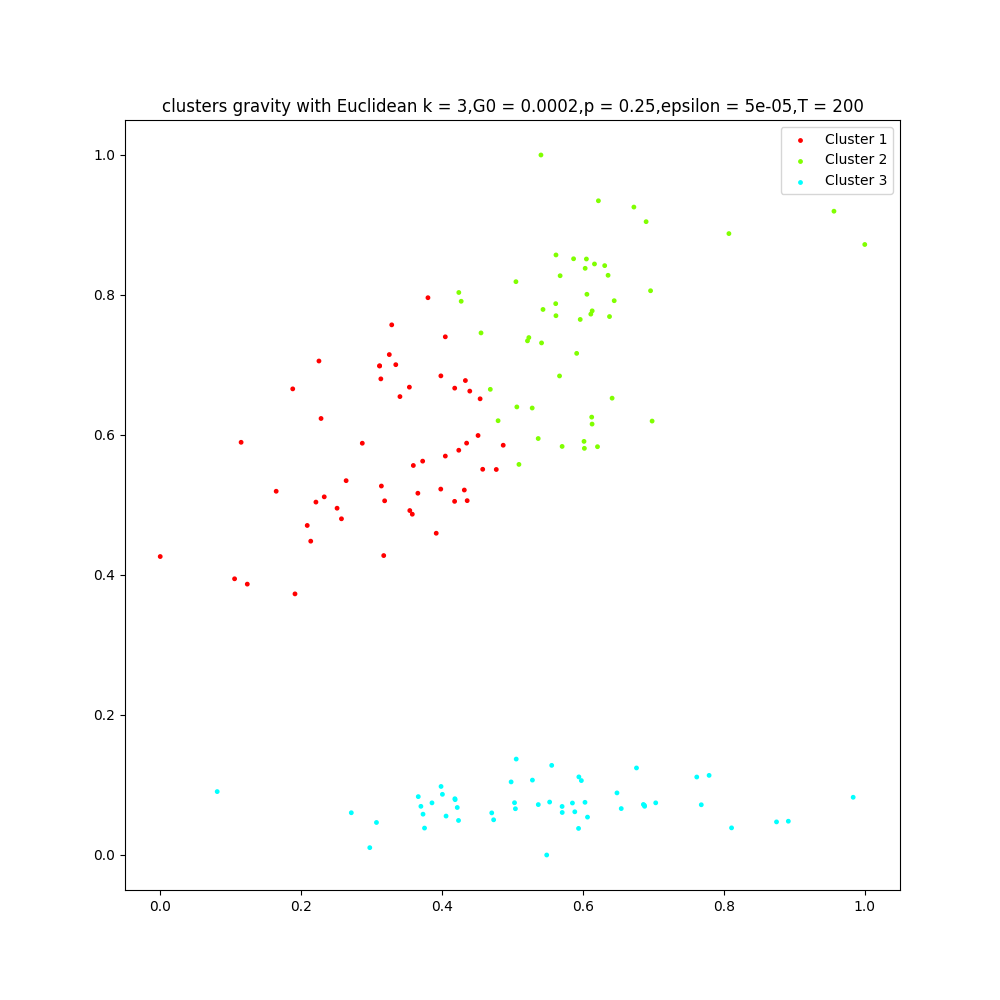 clusters gravity with Euclidean k = 3,G0 = 0.0002,p = 0.25,epsilon = 5e-05,T = 200
Cluster 1
Cluster 2
Cluster 3
1.0
0.8
0.6
0.4
0.2
0.0
0.0 0.2 0.4 0.6 0.8 1.0